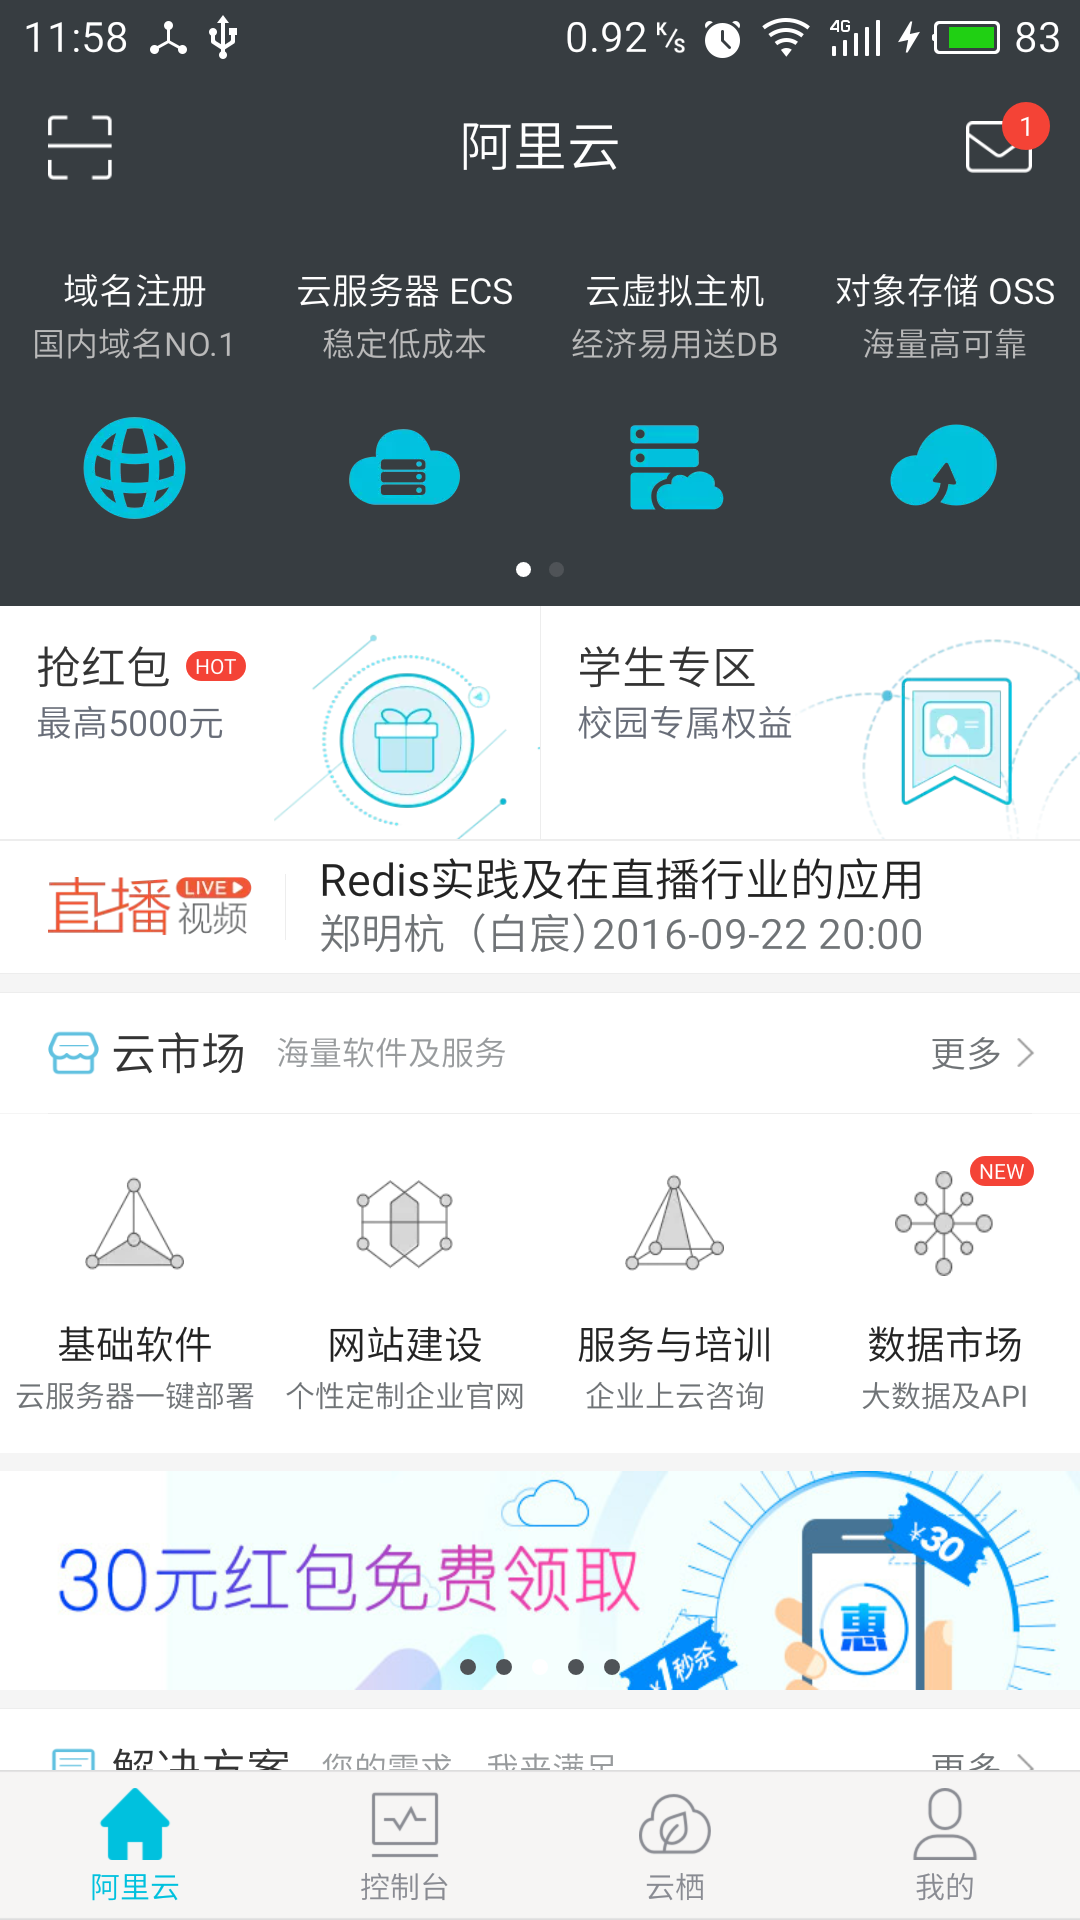 11:58
0.92 K/S
4G
83
阿里云
1
域名注册
国内域名NO.1
云服务器 ECS
稳定低成本
云虚拟主机
经济易用送DB
对象存储 OSS
海量高可靠
抢红包 HOT
最高5000元
学生专区
校园专属权益
直播 LIVE
视频
Redis实践及在直播行业的应用
郑明杭（白宸)2016-09-22 20:00
云市场 海量软件及服务 更多
NEW
基础软件
云服务器一键部署
网站建设
个性定制企业官网
服务与培训
企业上云咨询
数据市场
大数据及API
30元红包免费领取
¥30
惠
¥1秒杀
解决方案 您的需求，我来满足 更多
阿里云
控制台
云栖
我的